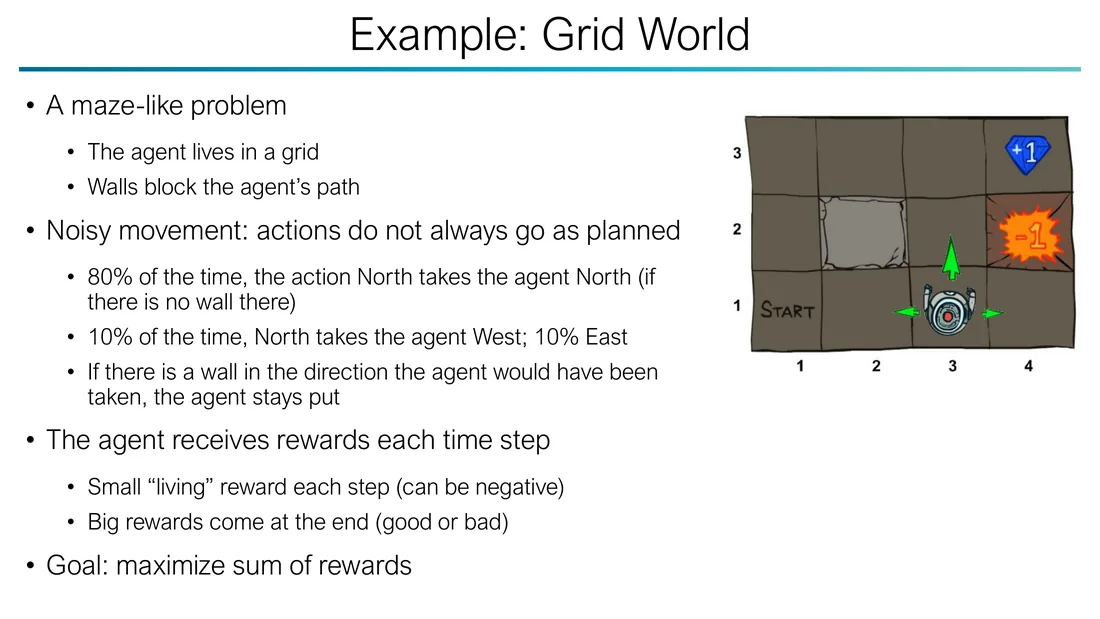 Example: Grid World
• A maze-like problem
• The agent lives in a grid
• Walls block the agent’s path
• Noisy movement: actions do not always go as planned
• 80% of the time, the action North takes the agent North (if
there is no wall there)
• 10% of the time, North takes the agent West; 10% East
• If there is a wall in the direction the agent would have been
taken, the agent stays put
• The agent receives rewards each time step
• Small “living” reward each step (can be negative)
• Big rewards come at the end (good or bad)
• Goal: maximize sum of rewards
3
+1
2
-1
1
START
1 2 3 4